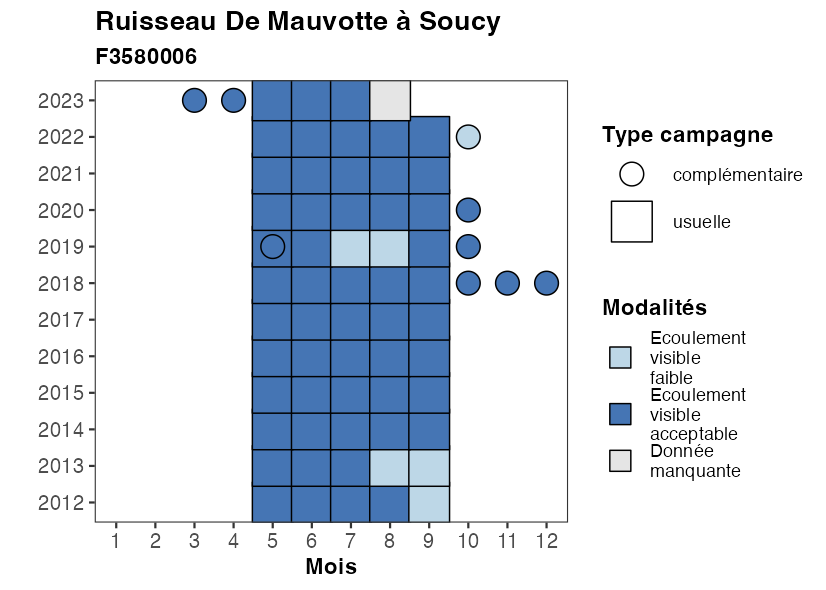 Ruisseau De Mauvotte à Soucy
F3580006
2023
2022
2021
2020
2019
2018
2017
2016
2015
2014
2013
2012
1 2 3 4 5 6 7 8 9 10 11 12
Mois
Type campagne
complémentaire
usuelle
Modalités
Ecoulement
visible
faible
Ecoulement
visible
acceptable
Donnée
manquante